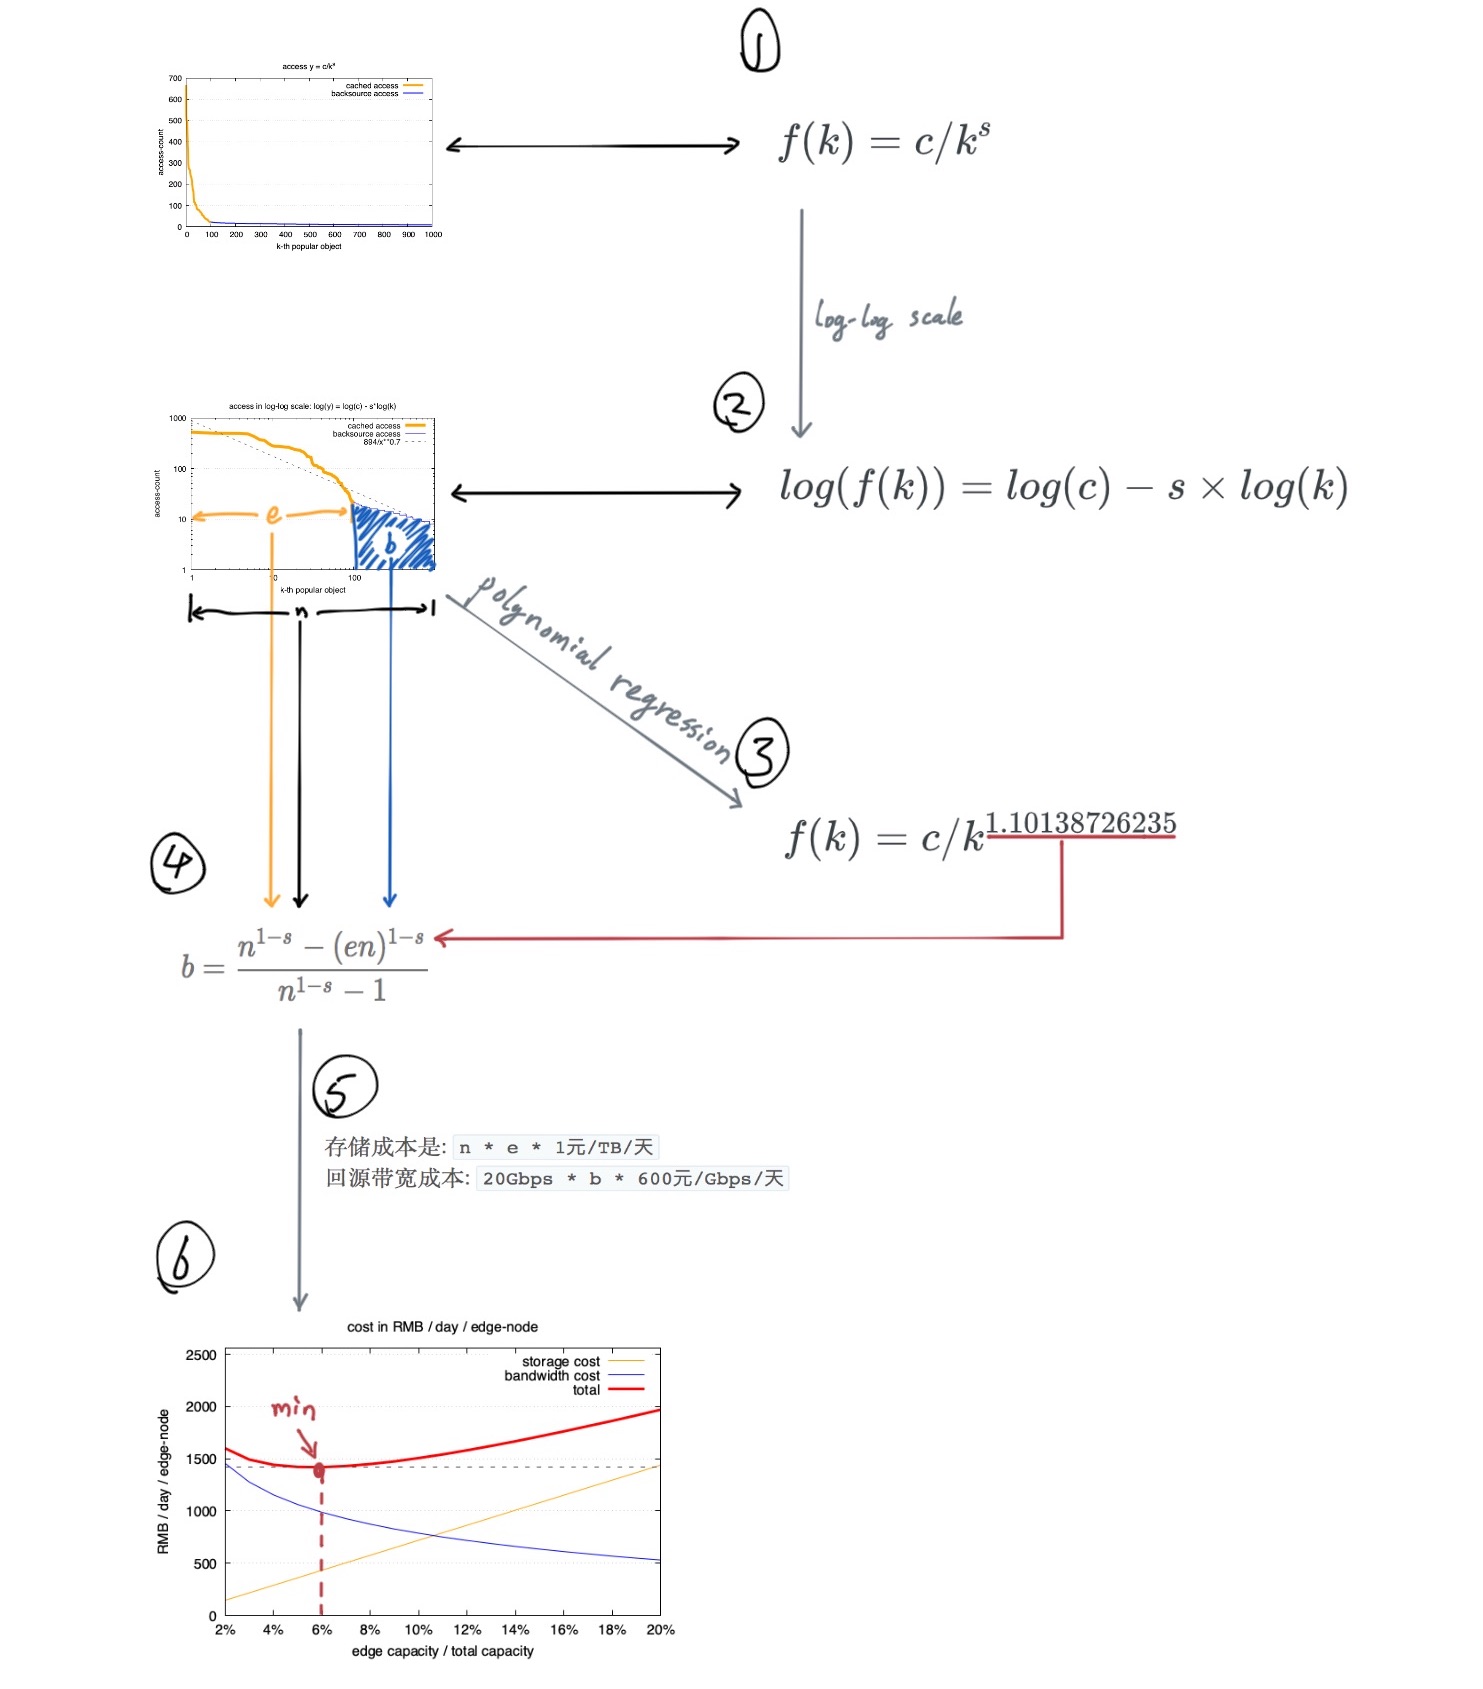 ①
access y = c/k^s
700
600
500
400
300
200
100
0
access-count
cached access
backsource access
0 100 200 300 400 500 600 700 800 900 1000
k-th popular object
f(k) = c/k^s
log-log scale
②
access in log-log scale: log(y) = log(c) - s*log(k)
1000
100
10
1
access-count
cached access
backsource access
894/x**0.7
e
b
1 10 100
k-th popular object
n
log(f(k)) = log(c) − s × log(k)
polynomial regression
③
f(k) = c/k^1.10138726235
④
b = (n^{1−s} − (en)^{1−s}) / (n^{1−s} − 1)
⑤
存储成本是: n * e * 1元/TB/天
回源带宽成本: 20Gbps * b * 600元/Gbps/天
⑥
cost in RMB / day / edge-node
2500
2000
1500
1000
500
0
RMB / day / edge-node
storage cost
bandwidth cost
total
min
2% 4% 6% 8% 10% 12% 14% 16% 18% 20%
edge capacity / total capacity